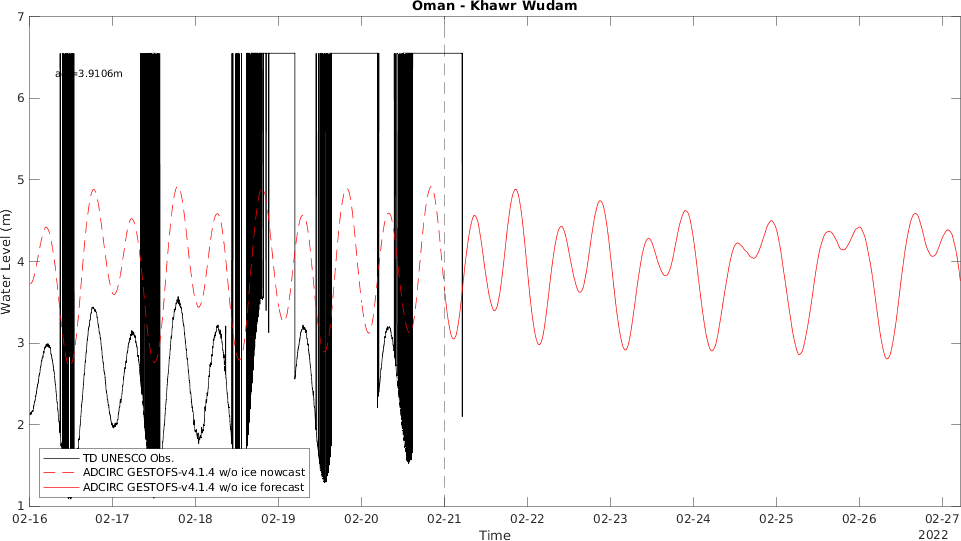 Oman - Khawr Wudam
7
6
5
4
3
2
1
Water Level (m)
=3.9106m
TD UNESCO Obs.
ADCIRC GESTOFS-v4.1.4 w/o ice nowcast
ADCIRC GESTOFS-v4.1.4 w/o ice forecast
02-16 02-17 02-18 02-19 02-20 02-21 02-22 02-23 02-24 02-25 02-26 02-27
Time
2022